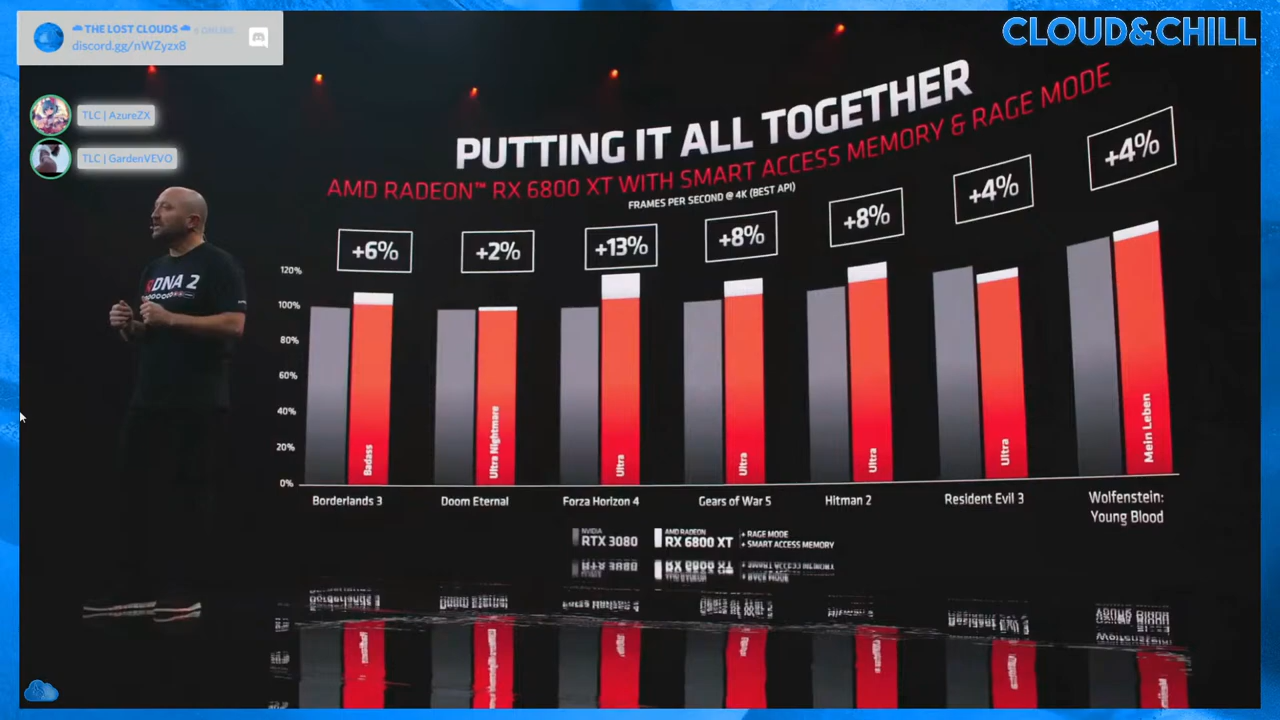 THE LOST CLOUDS
discord.gg/nWZyzx8
CLOUD&CHILL
TLC | AzureZX
TLC | GardenVEVO
PUTTING IT ALL TOGETHER
AMD RADEON™ RX 6800 XT WITH SMART ACCESS MEMORY & RAGE MODE
FRAMES PER SECOND @ 4K (BEST API)
+6% +2% +13% +8% +8% +4% +4%
120%
100%
80%
60%
40%
20%
0%
Badass Ultra Nightmare Ultra Ultra Ultra Ultra Mein Leben
Borderlands 3 Doom Eternal Forza Horizon 4 Gears of War 5 Hitman 2 Resident Evil 3 Wolfenstein:
Young Blood
NVIDIA
RTX 3080
AMD RADEON
RX 6800 XT
+ RAGE MODE
+ SMART ACCESS MEMORY
RDNA 2